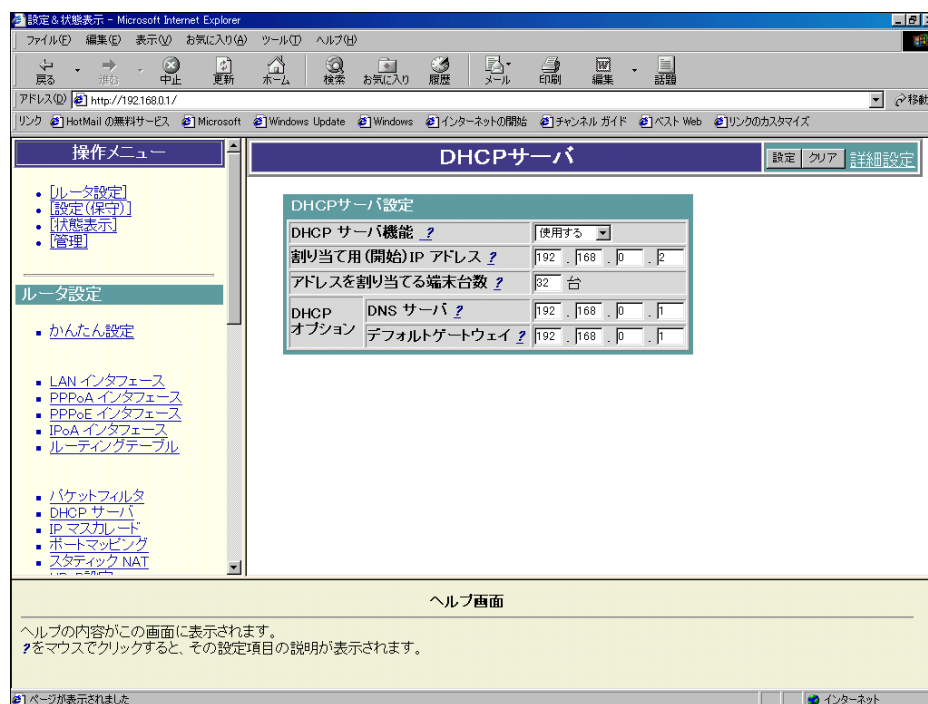 設定&状態表示 - Microsoft Internet Explorer
ファイル(F) 編集(E) 表示(V) お気に入り(A) ツール(T) ヘルプ(H)
戻る 進む 中止 更新 ホーム 検索 お気に入り 履歴 メール 印刷 編集 話題
アドレス(D) http://192.168.0.1/ 移動
リンク HotMail の無料サービス Microsoft Windows Update Windows インターネットの開始 チャンネル ガイド ベスト Web リンクのカスタマイズ
操作メニュー
[ルータ設定]
[設定(保守)]
[状態表示]
[管理]
ルータ設定
かんたん設定
LAN インタフェース
PPPoA インタフェース
PPPoE インタフェース
IPoA インタフェース
ルーティングテーブル
パケットフィルタ
DHCP サーバ
IP マスカレード
ポートマッピング
スタティック NAT
DHCPサーバ
設定 クリア 詳細設定
DHCPサーバ設定
DHCP サーバ機能 ? 使用する
割り当て用(開始)IP アドレス ? 192 . 168 . 0 . 2
アドレスを割り当てる端末台数 ? 32 台
DHCP オプション
DNS サーバ ? 192 . 168 . 0 . 1
デフォルトゲートウェイ ? 192 . 168 . 0 . 1
ヘルプ画面
ヘルプの内容がこの画面に表示されます。
?をマウスでクリックすると、その設定項目の説明が表示されます。
ページが表示されました インターネット